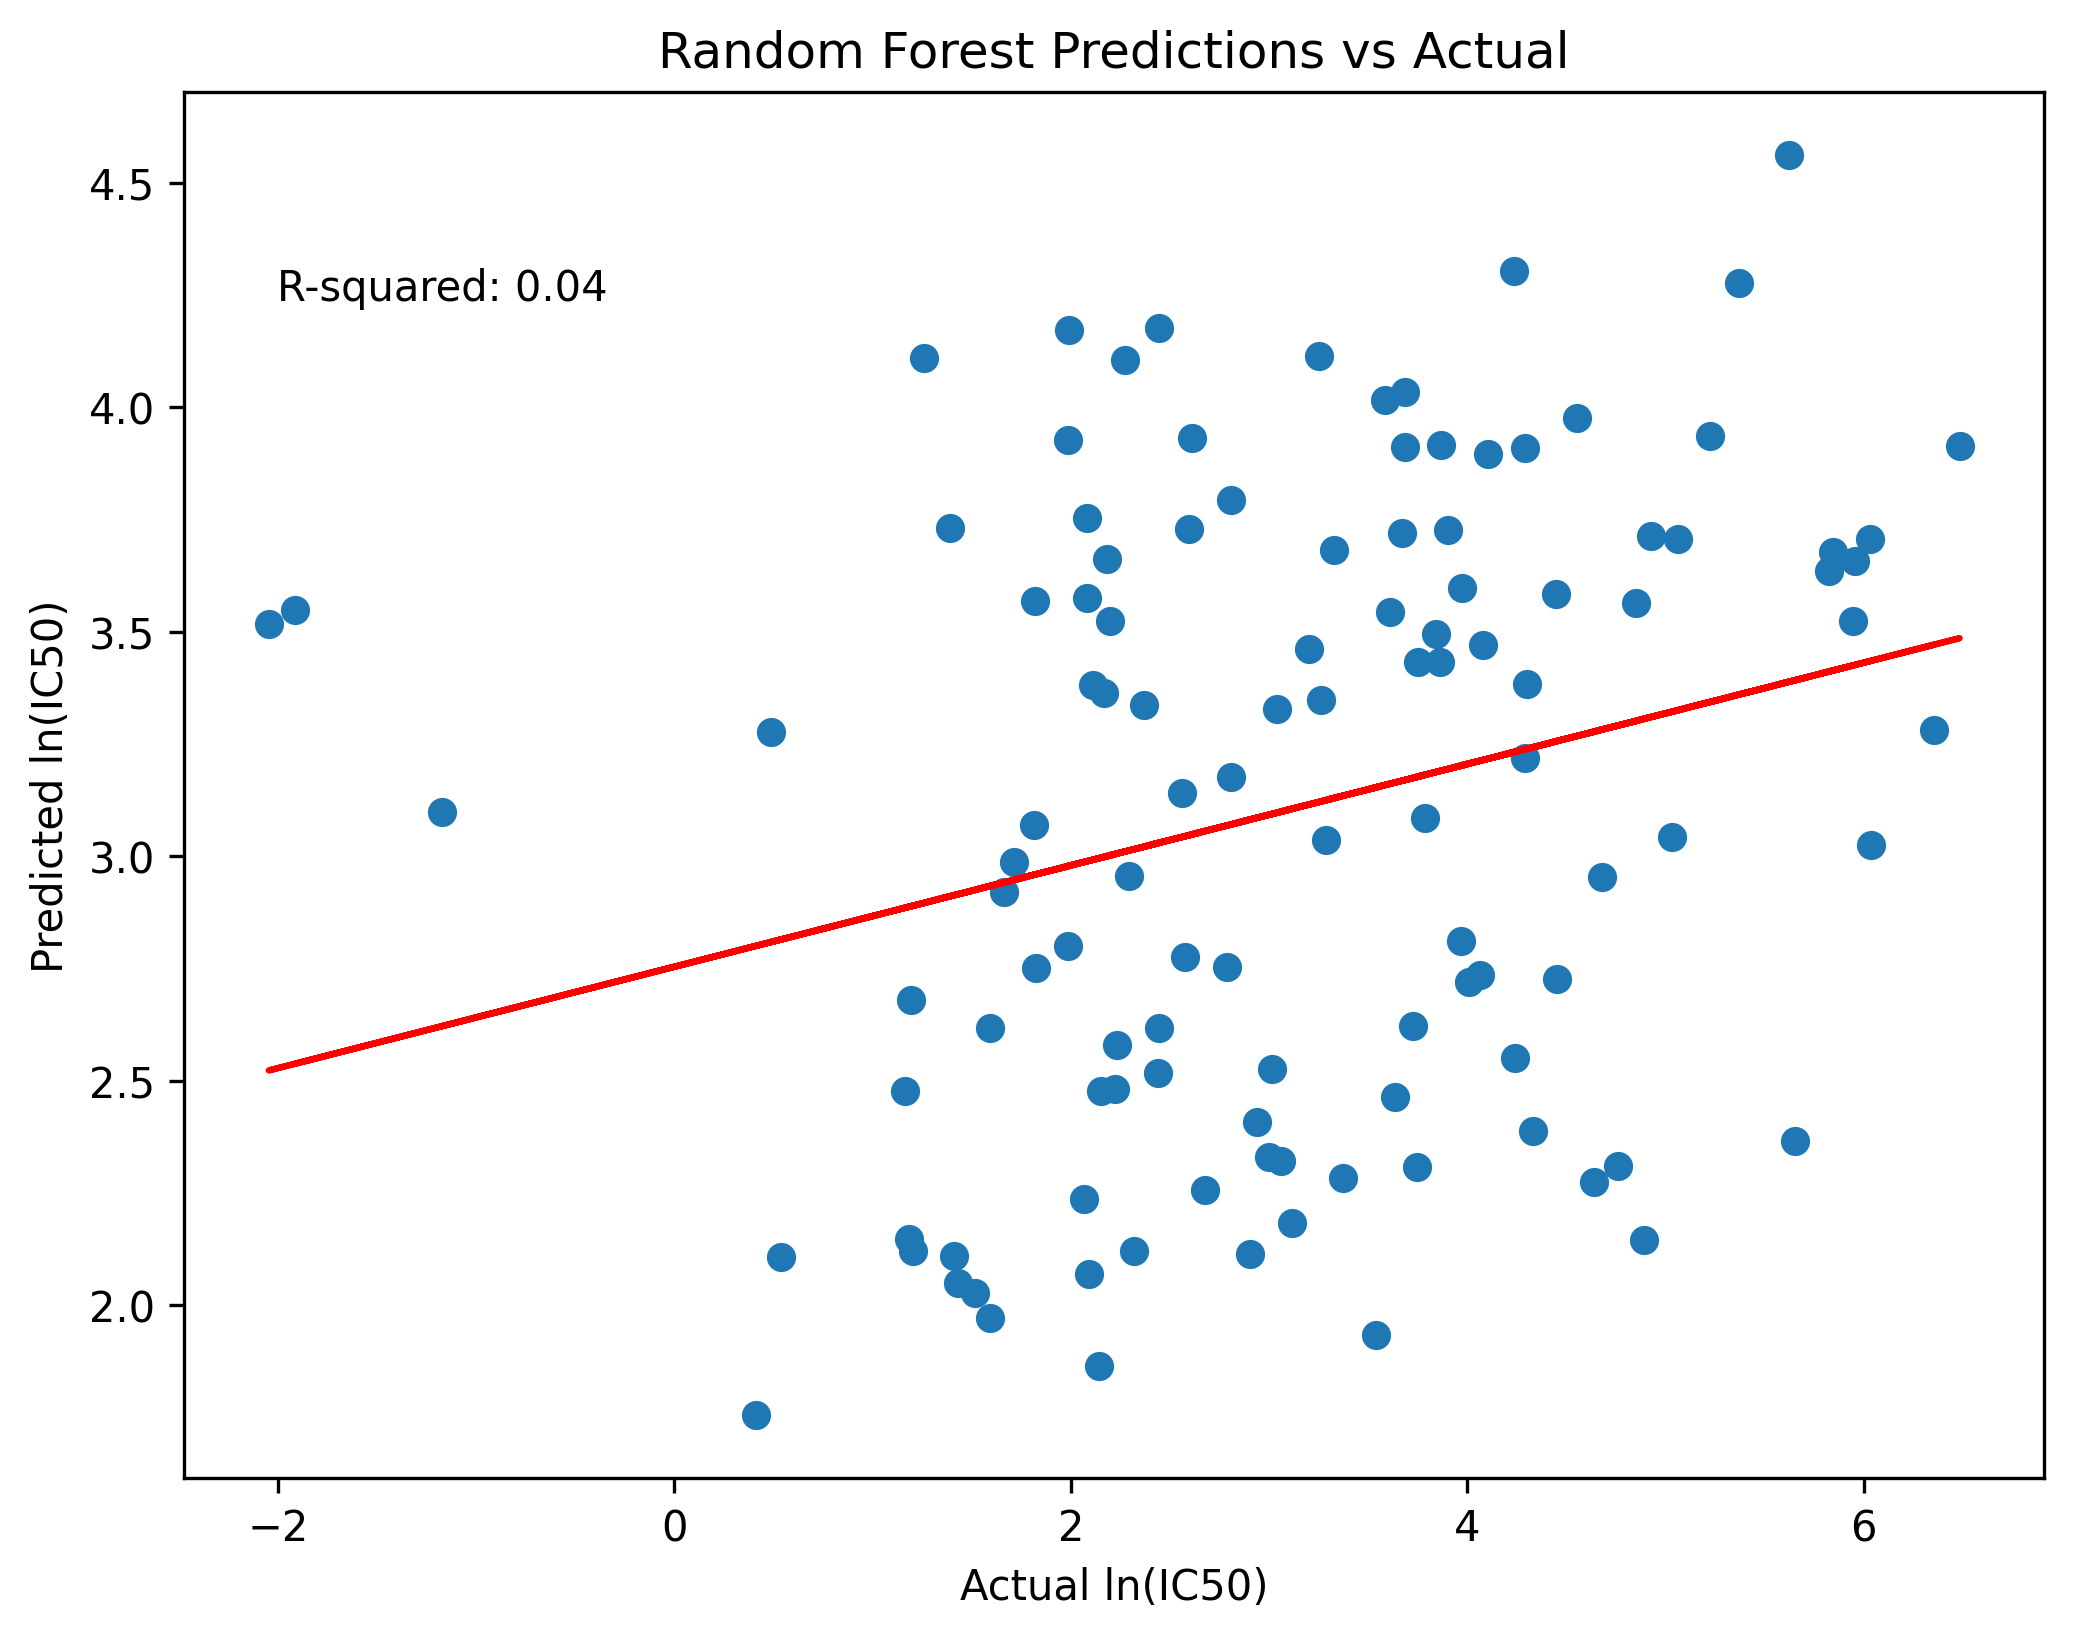 Random Forest Predictions vs Actual
R-squared: 0.04
Predicted ln(IC50)
4.5
4.0
3.5
3.0
2.5
2.0
−2 0 2 4 6
Actual ln(IC50)